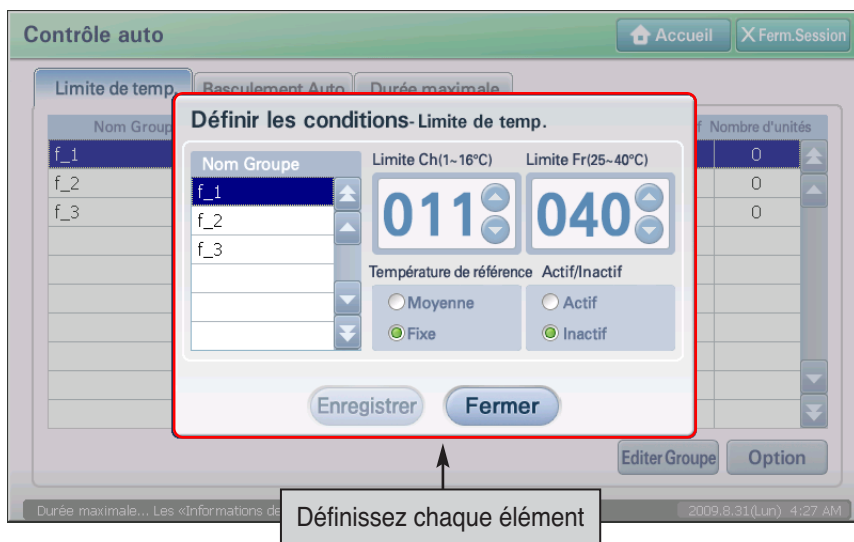 Contrôle auto
Accueil
X Ferm.Session
Limite de temp.
Basculement Auto
Durée maximale
Nom Group
f Nombre d'unités
f_1
0
f_2
0
f_3
0
Définir les conditions- Limite de temp.
Nom Groupe
f_1
f_2
f_3
Limite Ch(1~16°C)
Limite Fr(25~40°C)
011
040
Température de référence
Actif/Inactif
Moyenne
Actif
Fixe
Inactif
Enregistrer
Fermer
Editer Groupe
Option
Durée maximale... Les «Informations de
2009.8.31(Lun) 4:27 AM
Définissez chaque élément